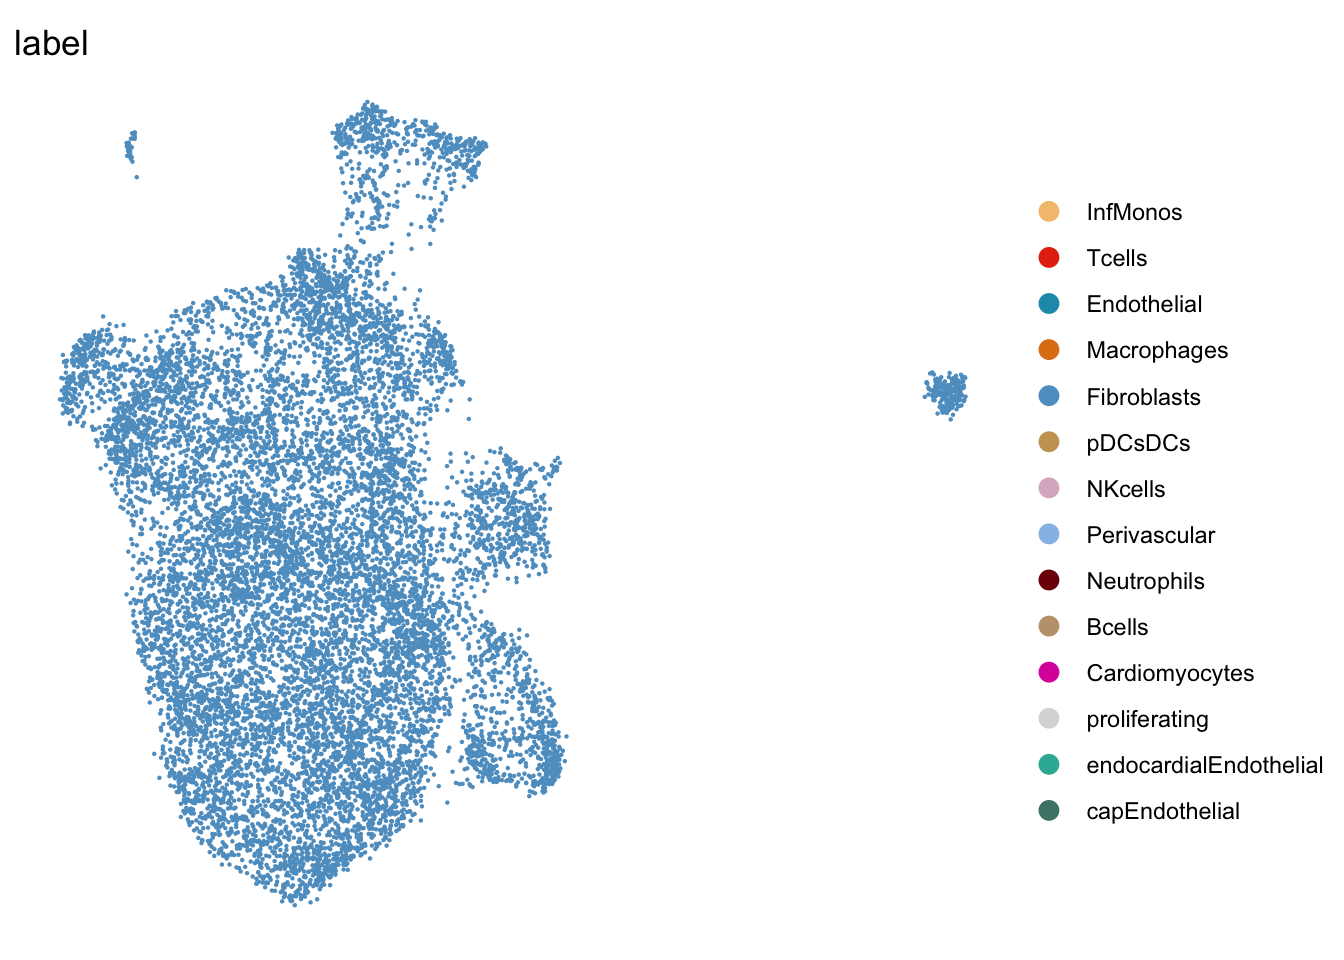 label
InfMonos
Tcells
Endothelial
Macrophages
Fibroblasts
pDCsDCs
NKcells
Perivascular
Neutrophils
Bcells
Cardiomyocytes
proliferating
endocardialEndothelial
capEndothelial